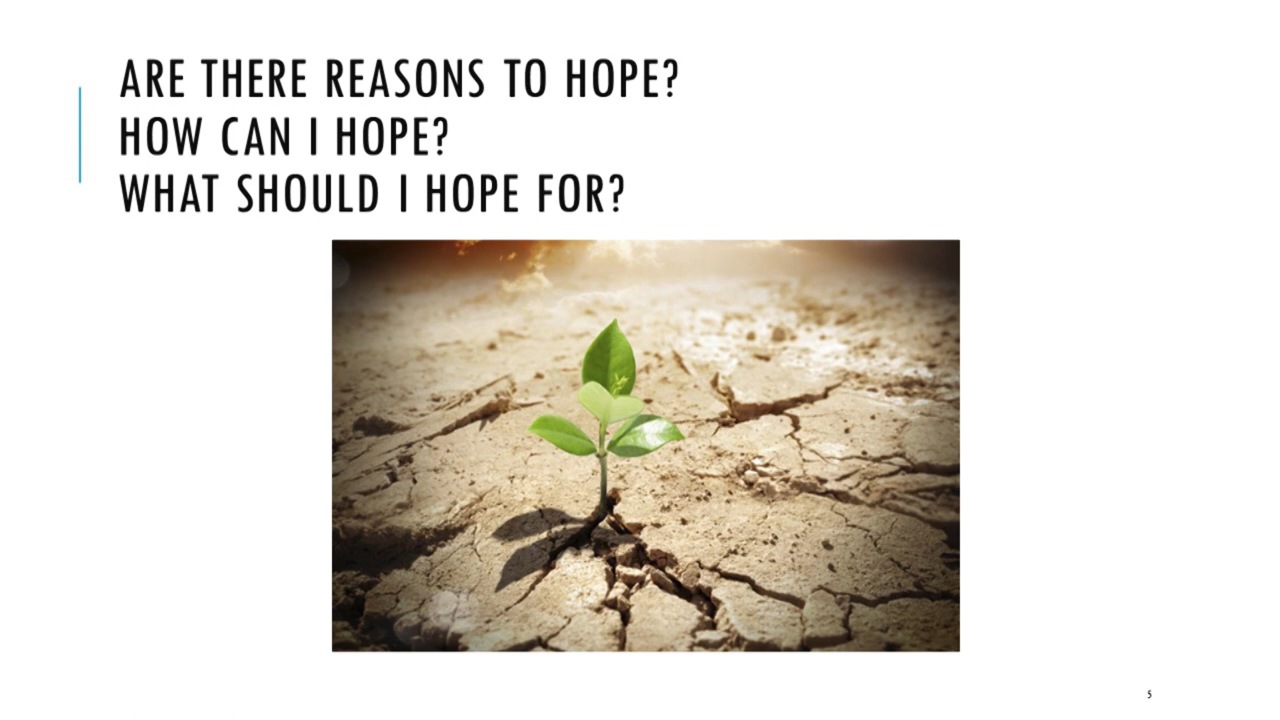 ARE THERE REASONS TO HOPE?
HOW CAN I HOPE?
WHAT SHOULD I HOPE FOR?
5